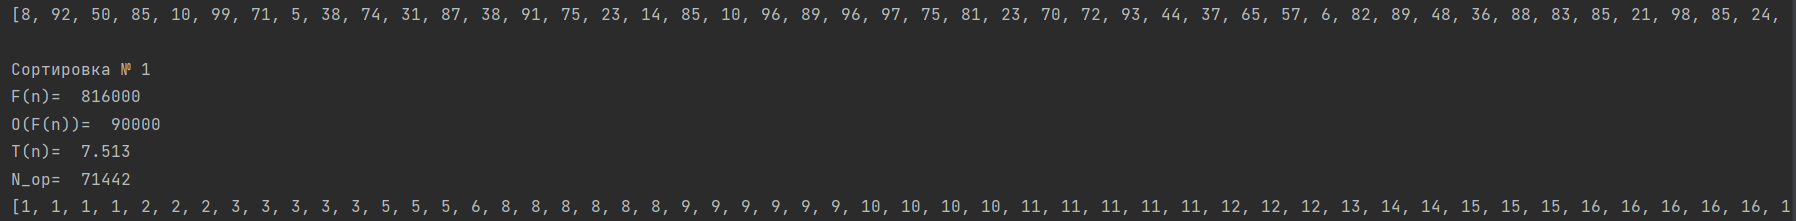 [8, 92, 50, 85, 10, 99, 71, 5, 38, 74, 31, 87, 38, 91, 75, 23, 14, 85, 10, 96, 89, 96, 97, 75, 81, 23, 70, 72, 93, 44, 37, 65, 57, 6, 82, 89, 48, 36, 88, 83, 85, 21, 98, 85, 24,
Сортировка № 1
F(n)=  816000
O(F(n))=  90000
T(n)=  7.513
N_op=  71442
[1, 1, 1, 1, 2, 2, 2, 3, 3, 3, 3, 3, 5, 5, 5, 6, 8, 8, 8, 8, 8, 8, 9, 9, 9, 9, 9, 9, 10, 10, 10, 10, 11, 11, 11, 11, 11, 12, 12, 12, 13, 14, 14, 15, 15, 15, 16, 16, 16, 16, 16, 1